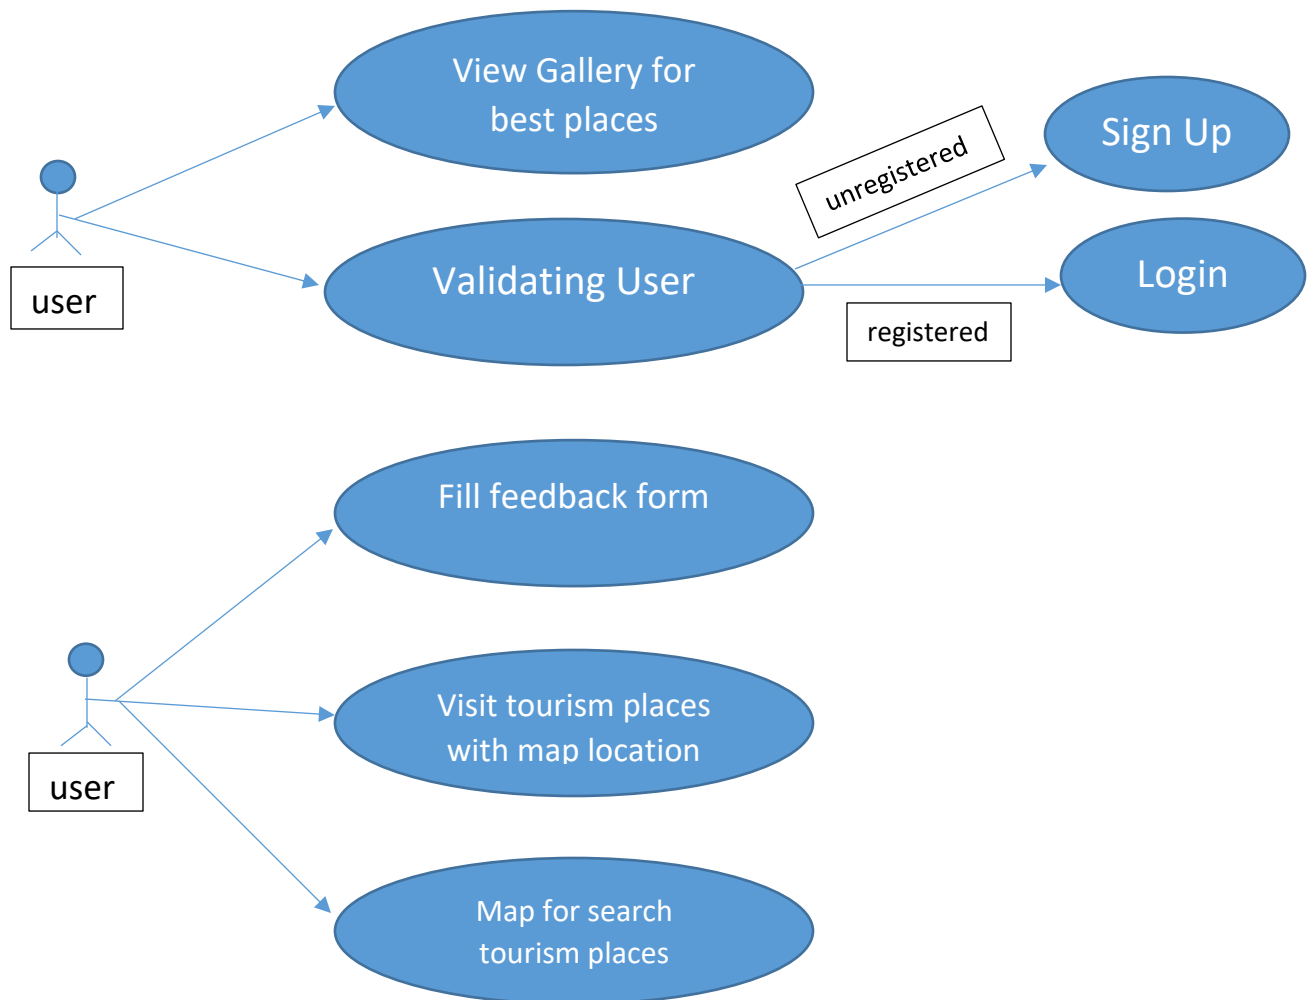 View Gallery for
best places
user
Validating User
unregistered
registered
Sign Up
Login
Fill feedback form
user
Visit tourism places
with map location
Map for search
tourism places